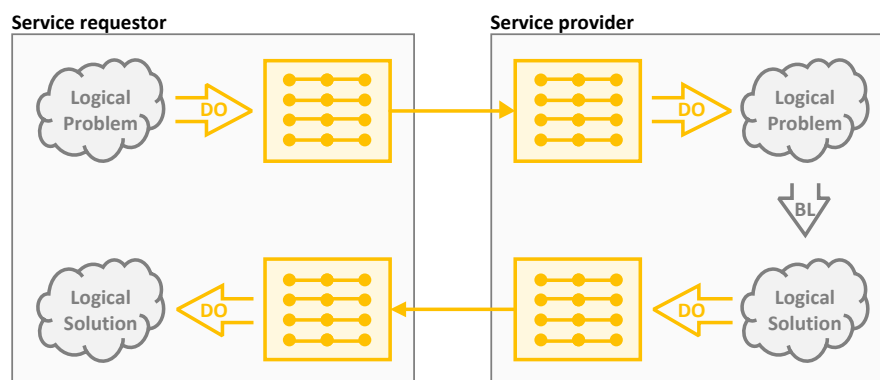 Service requestor
Service provider
Logical
Problem
DO
DO
Logical
Problem
BL
Logical
Solution
DO
DO
Logical
Solution